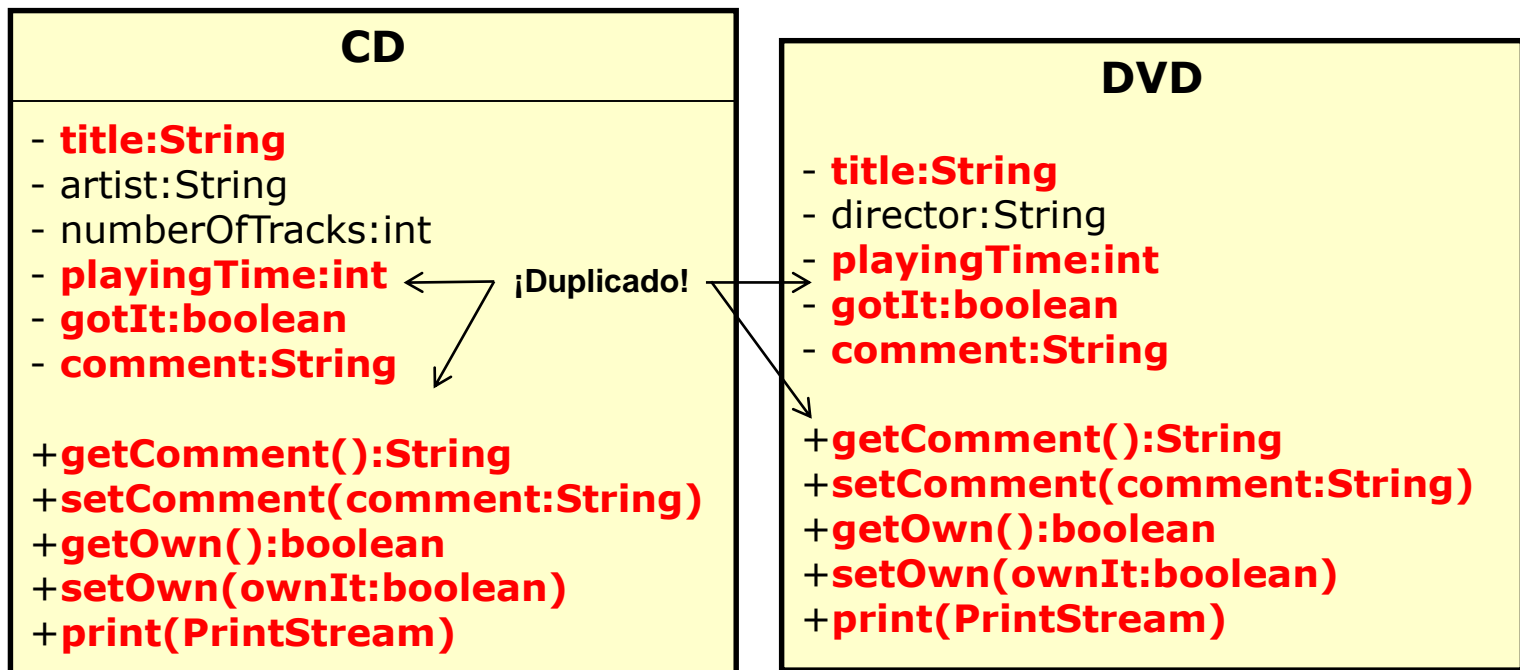 CD
- title:String
- artist:String
- numberOfTracks:int
- playingTime:int
- gotIt:boolean
- comment:String
+getComment():String
+setComment(comment:String)
+getOwn():boolean
+setOwn(ownIt:boolean)
+print(PrintStream)
¡Duplicado!
DVD
- title:String
- director:String
- playingTime:int
- gotIt:boolean
- comment:String
+getComment():String
+setComment(comment:String)
+getOwn():boolean
+setOwn(ownIt:boolean)
+print(PrintStream)